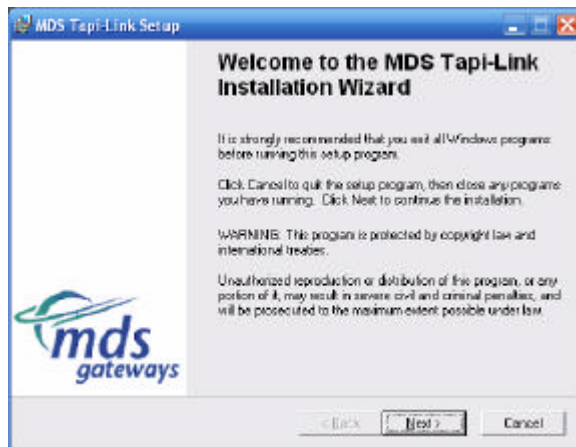 MDS Tapi-Link Setup
Welcome to the MDS Tapi-Link
Installation Wizard
It is strongly recommended that you exit all Windows programs
before running this setup program.
Click Cancel to quit the setup program, then close any programs
you have running. Click Next to continue the installation.
WARNING: This program is protected by copyright law and
international treaties.
Unauthorized reproduction or distribution of this program, or any
portion of it, may result in severe civil and criminal penalties, and
will be prosecuted to the maximum extent possible under law.
mds
gateways
< Back Next > Cancel